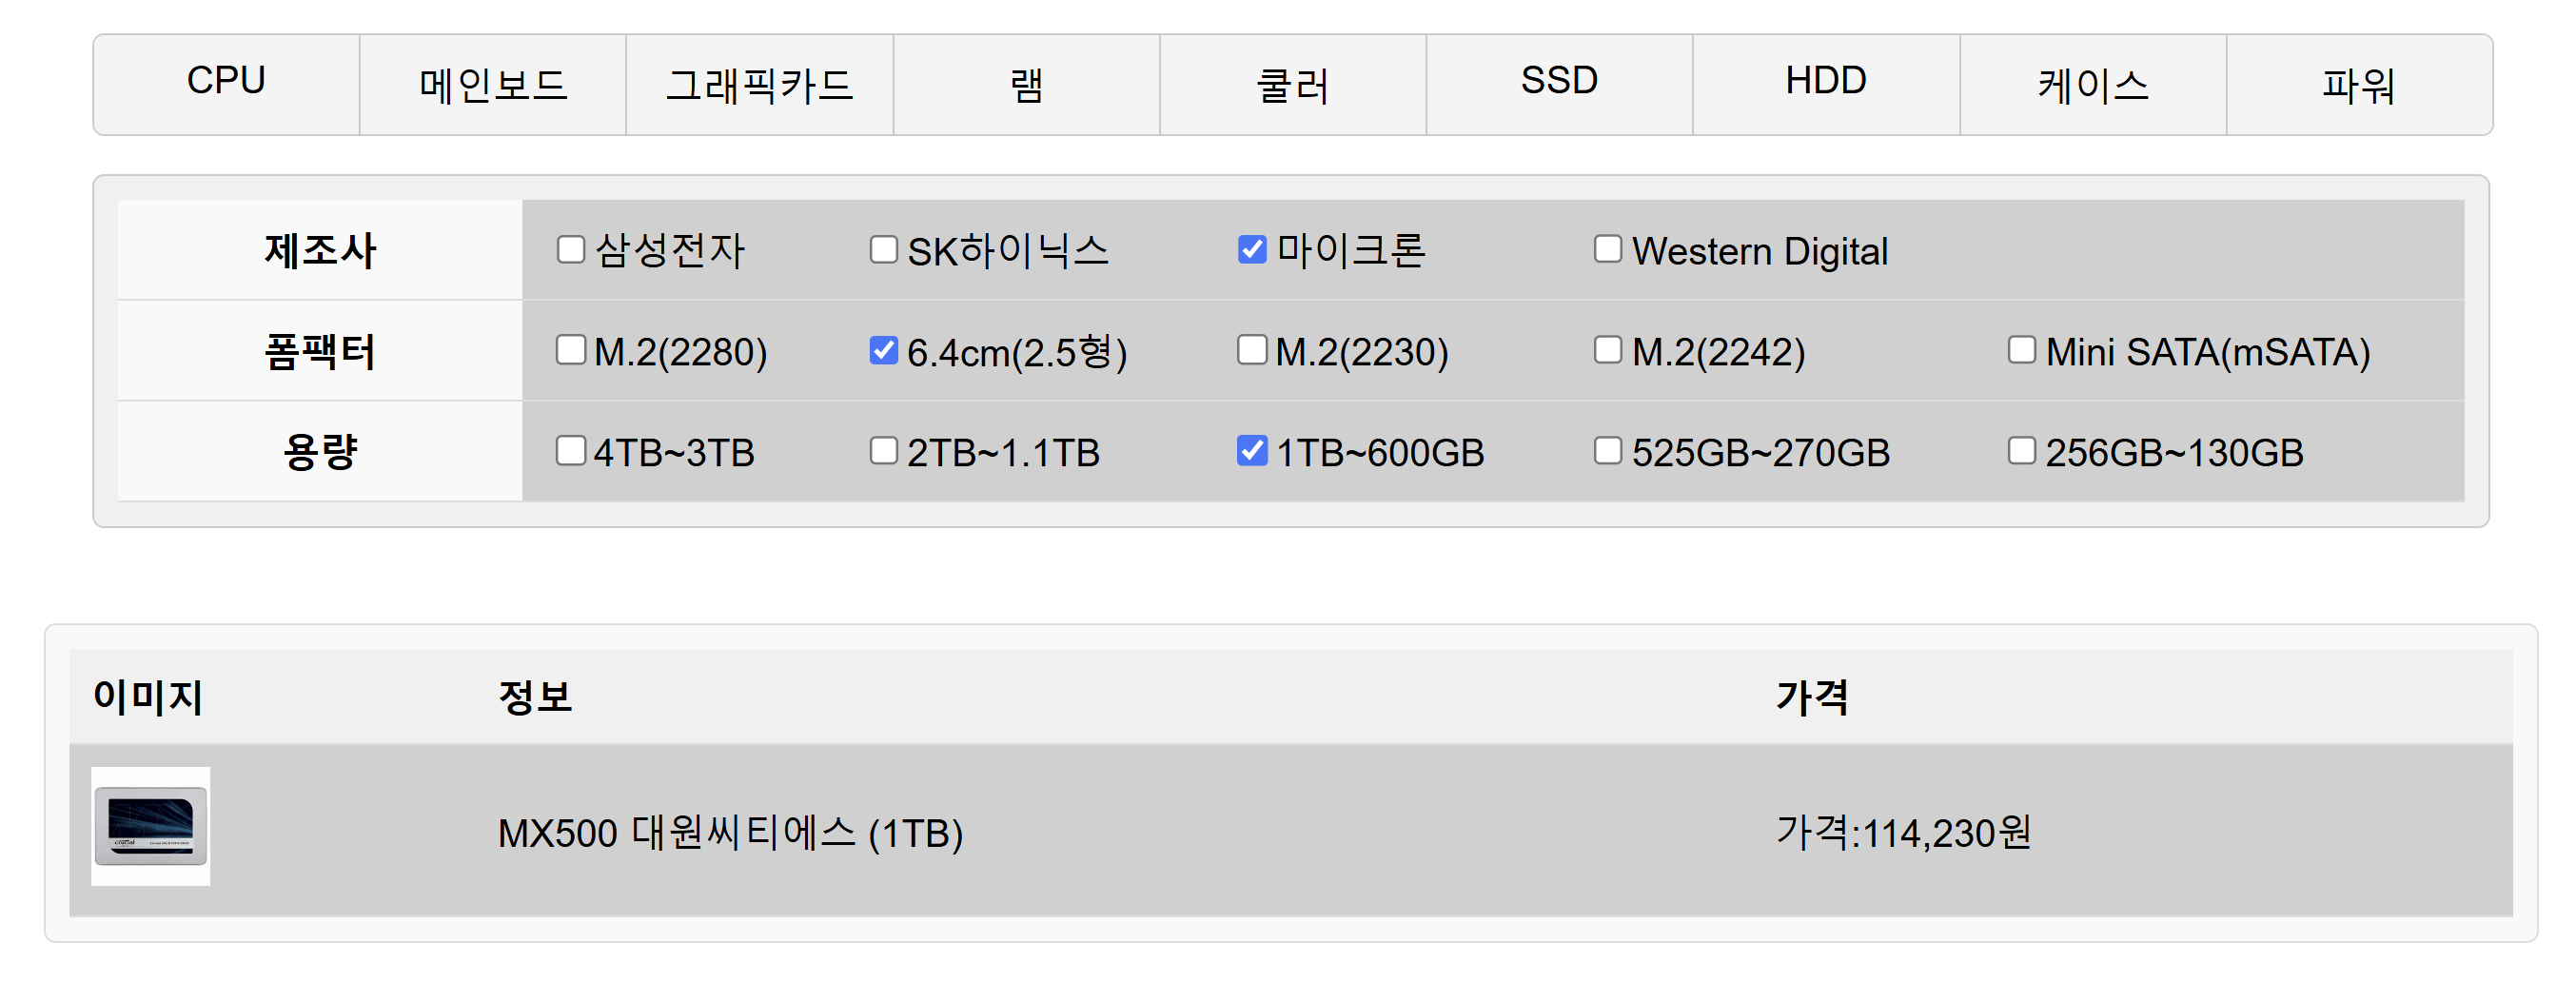 CPU 메인보드 그래픽카드 램 쿨러 SSD HDD 케이스 파워
제조사 삼성전자 SK하이닉스 마이크론 Western Digital
폼팩터 M.2(2280) 6.4cm(2.5형) M.2(2230) M.2(2242) Mini SATA(mSATA)
용량 4TB~3TB 2TB~1.1TB 1TB~600GB 525GB~270GB 256GB~130GB
이미지 정보 가격
crucial
MX500 대원씨티에스 (1TB) 가격:114,230원